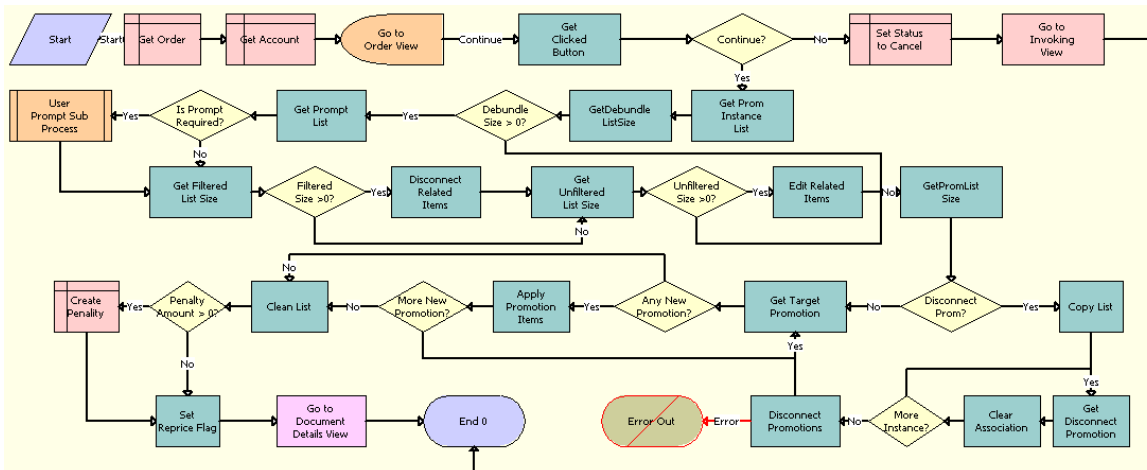 Start
Start
Get Order
Get Account
Go to
Order View
Continue
Get
Clicked
Button
Continue?
No
Set Status
to Cancel
Go to
Invoking
View
Yes
User
Prompt Sub
Process
Yes
Is Prompt
Required?
Get Prompt
List
Yes
Debundle
Size > 0?
GetDebundle
ListSize
Get Prom
Instance
List
No
Get Filtered
List Size
Filtered
Size >0?
Yes
Disconnect
Related
Items
Get
Unfiltered
List Size
Unfiltered
Size >0?
Yes
Edit Related
Items
No
GetPromList
Size
No
No
Create
Penality
Yes
Penalty
Amount > 0?
Clean List
No
More New
Promotion?
Apply
Promotion
Items
Yes
Any New
Promotion?
Get Target
Promotion
No
Disconnect
Prom?
Yes
Copy List
No
Yes
Yes
Set
Reprice Flag
Go to
Document
Details View
End 0
Error Out
Error
Disconnect
Promotions
No
More
Instance?
Clear
Association
Get
Disconnect
Promotion